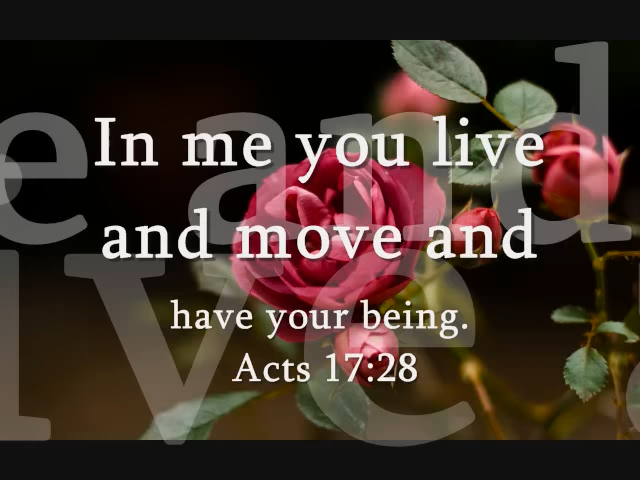 In me you live
and move and
have your being.
Acts 17:28